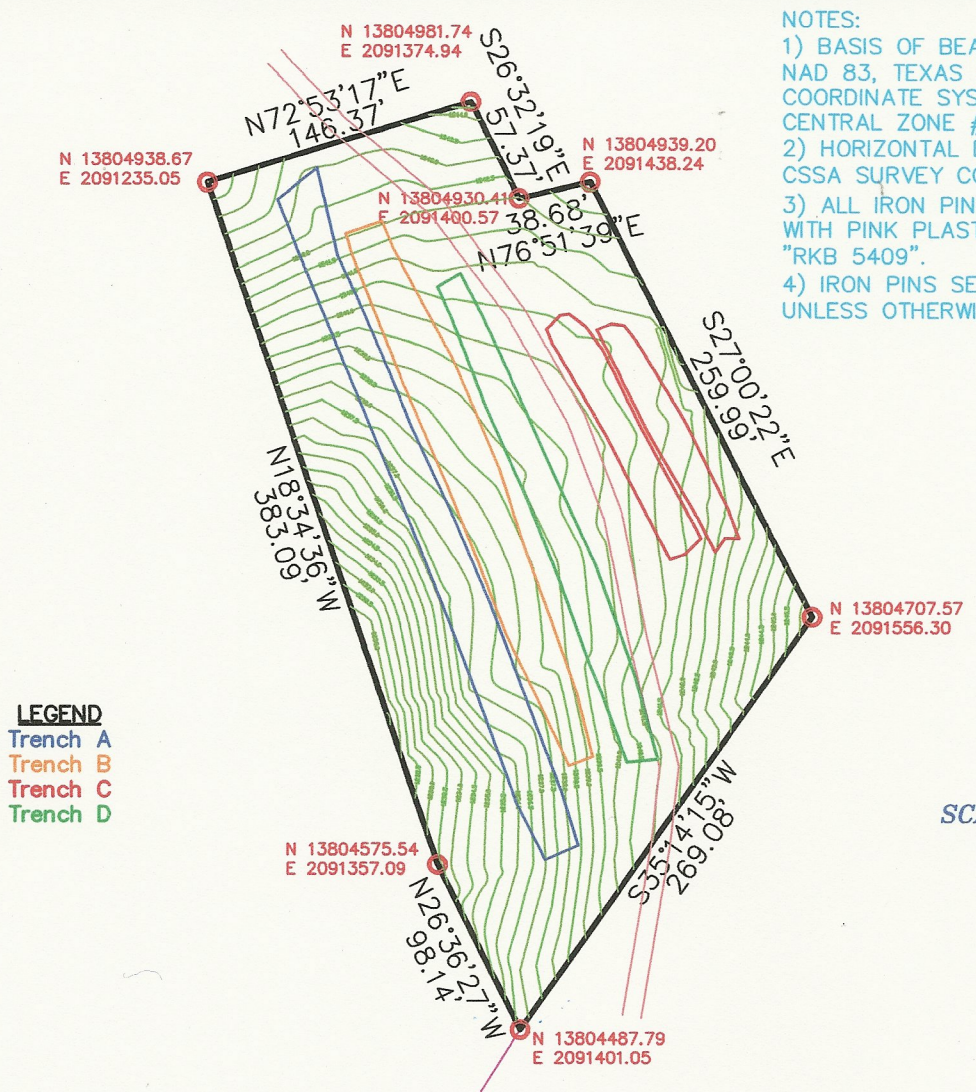 N 13804981.74
E 2091374.94
S26°32'19"E
57.37'
N72°53'17"E
146.37'
N 13804938.67
E 2091235.05
N 13804939.20
E 2091438.24
N 13804930.41
E 2091400.57
38.68'
N76°51'39"E
S27°00'22"E
259.99'
N18°34'36"W
383.09'
N 13804707.57
E 2091556.30
LEGEND
Trench A
Trench B
Trench C
Trench D
N 13804575.54
E 2091357.09
S35°14'15"W
269.08'
N26°36'27"W
98.14'
N 13804487.79
E 2091401.05
NOTES:
1) BASIS OF BEA
NAD 83, TEXAS
COORDINATE SYS
CENTRAL ZONE
2) HORIZONTAL
CSSA SURVEY CO
3) ALL IRON PIN
WITH PINK PLAST
"RKB 5409".
4) IRON PINS SE
UNLESS OTHERWI
SC